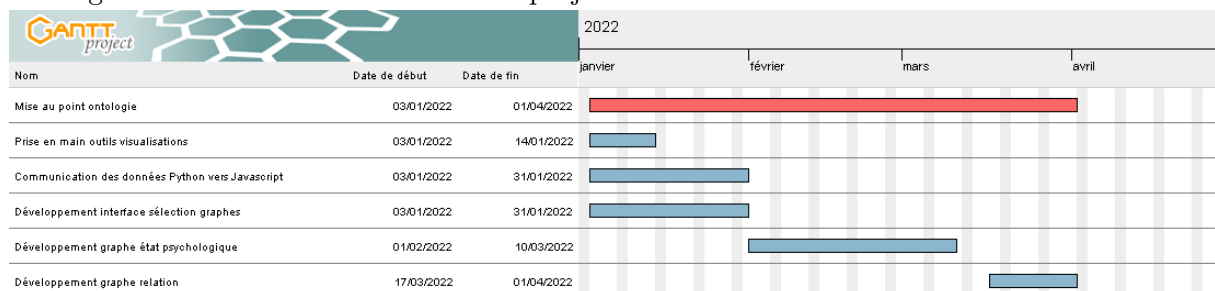 GANTT project
2022
janvier février mars avril
Nom Date de début Date de fin
Mise au point ontologie 03/01/2022 01/04/2022
Prise en main outils visualisations 03/01/2022 14/01/2022
Communication des données Python vers Javascript 03/01/2022 31/01/2022
Développement interface sélection graphes 03/01/2022 31/01/2022
Développement graphe état psychologique 01/02/2022 10/03/2022
Développement graphe relation 17/03/2022 01/04/2022